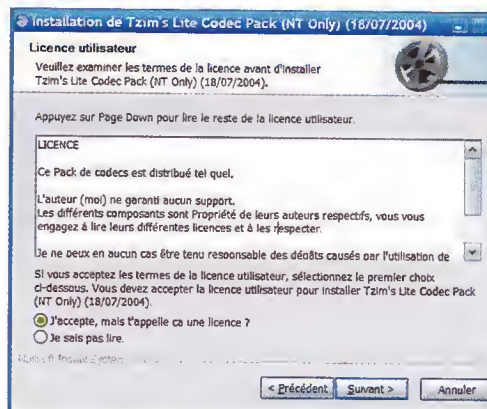 Installation de Tzim's Lite Codec Pack (NT Only) (18/07/2004)
Licence utilisateur
Veuillez examiner les termes de la licence avant d'installer
Tzim's Lite Codec Pack (NT Only) (18/07/2004).
Appuyez sur Page Down pour lire le reste de la licence utilisateur.
LICENCE
Ce Pack de codecs est distribué tel quel.
L'auteur (moi) ne garanti aucun support.
Les différents composants sont Propriété de leurs auteurs respectifs, vous vous
engagez à lire leurs différentes licences et à les respecter.
Je ne peux en aucun cas être tenu responsable des dégâts causés par l'utilisation de
Si vous acceptez les termes de la licence utilisateur, sélectionnez le premier choix
ci-dessous. Vous devez accepter la licence utilisateur pour installer Tzim's Lite Codec Pack
(NT Only) (18/07/2004).
J'accepte, mais t'appelle ca une licence ?
Je sais pas lire.
Nullsoft Install System
< Précédent
Suivant >
Annuler